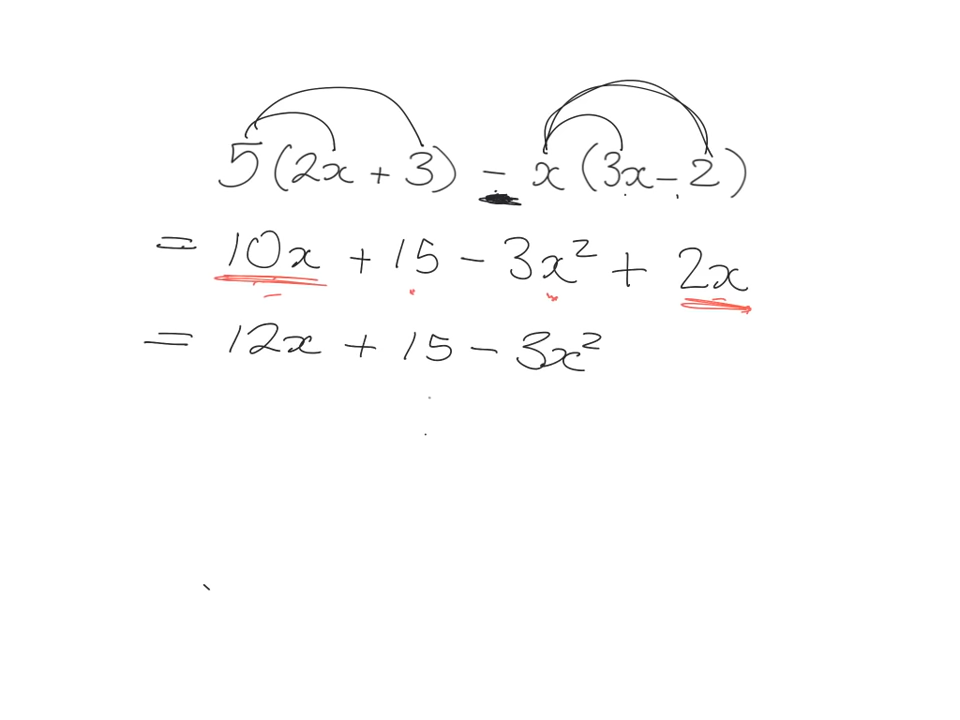 5(2x + 3) - x(3x - 2)
= 10x + 15 - 3x² + 2x
= 12x + 15 - 3x²